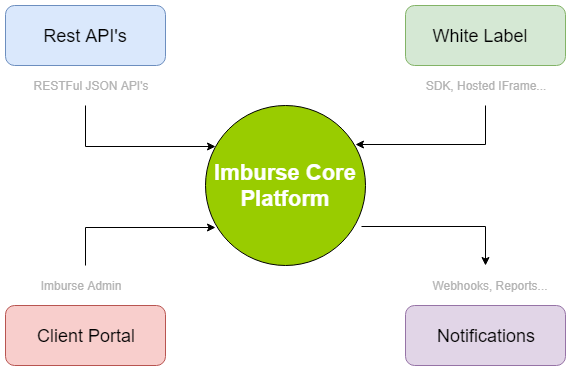 Rest API's
White Label
RESTFul JSON API's
SDK, Hosted IFrame...
Imburse Core
Platform
Imburse Admin
Webhooks, Reports...
Client Portal
Notifications